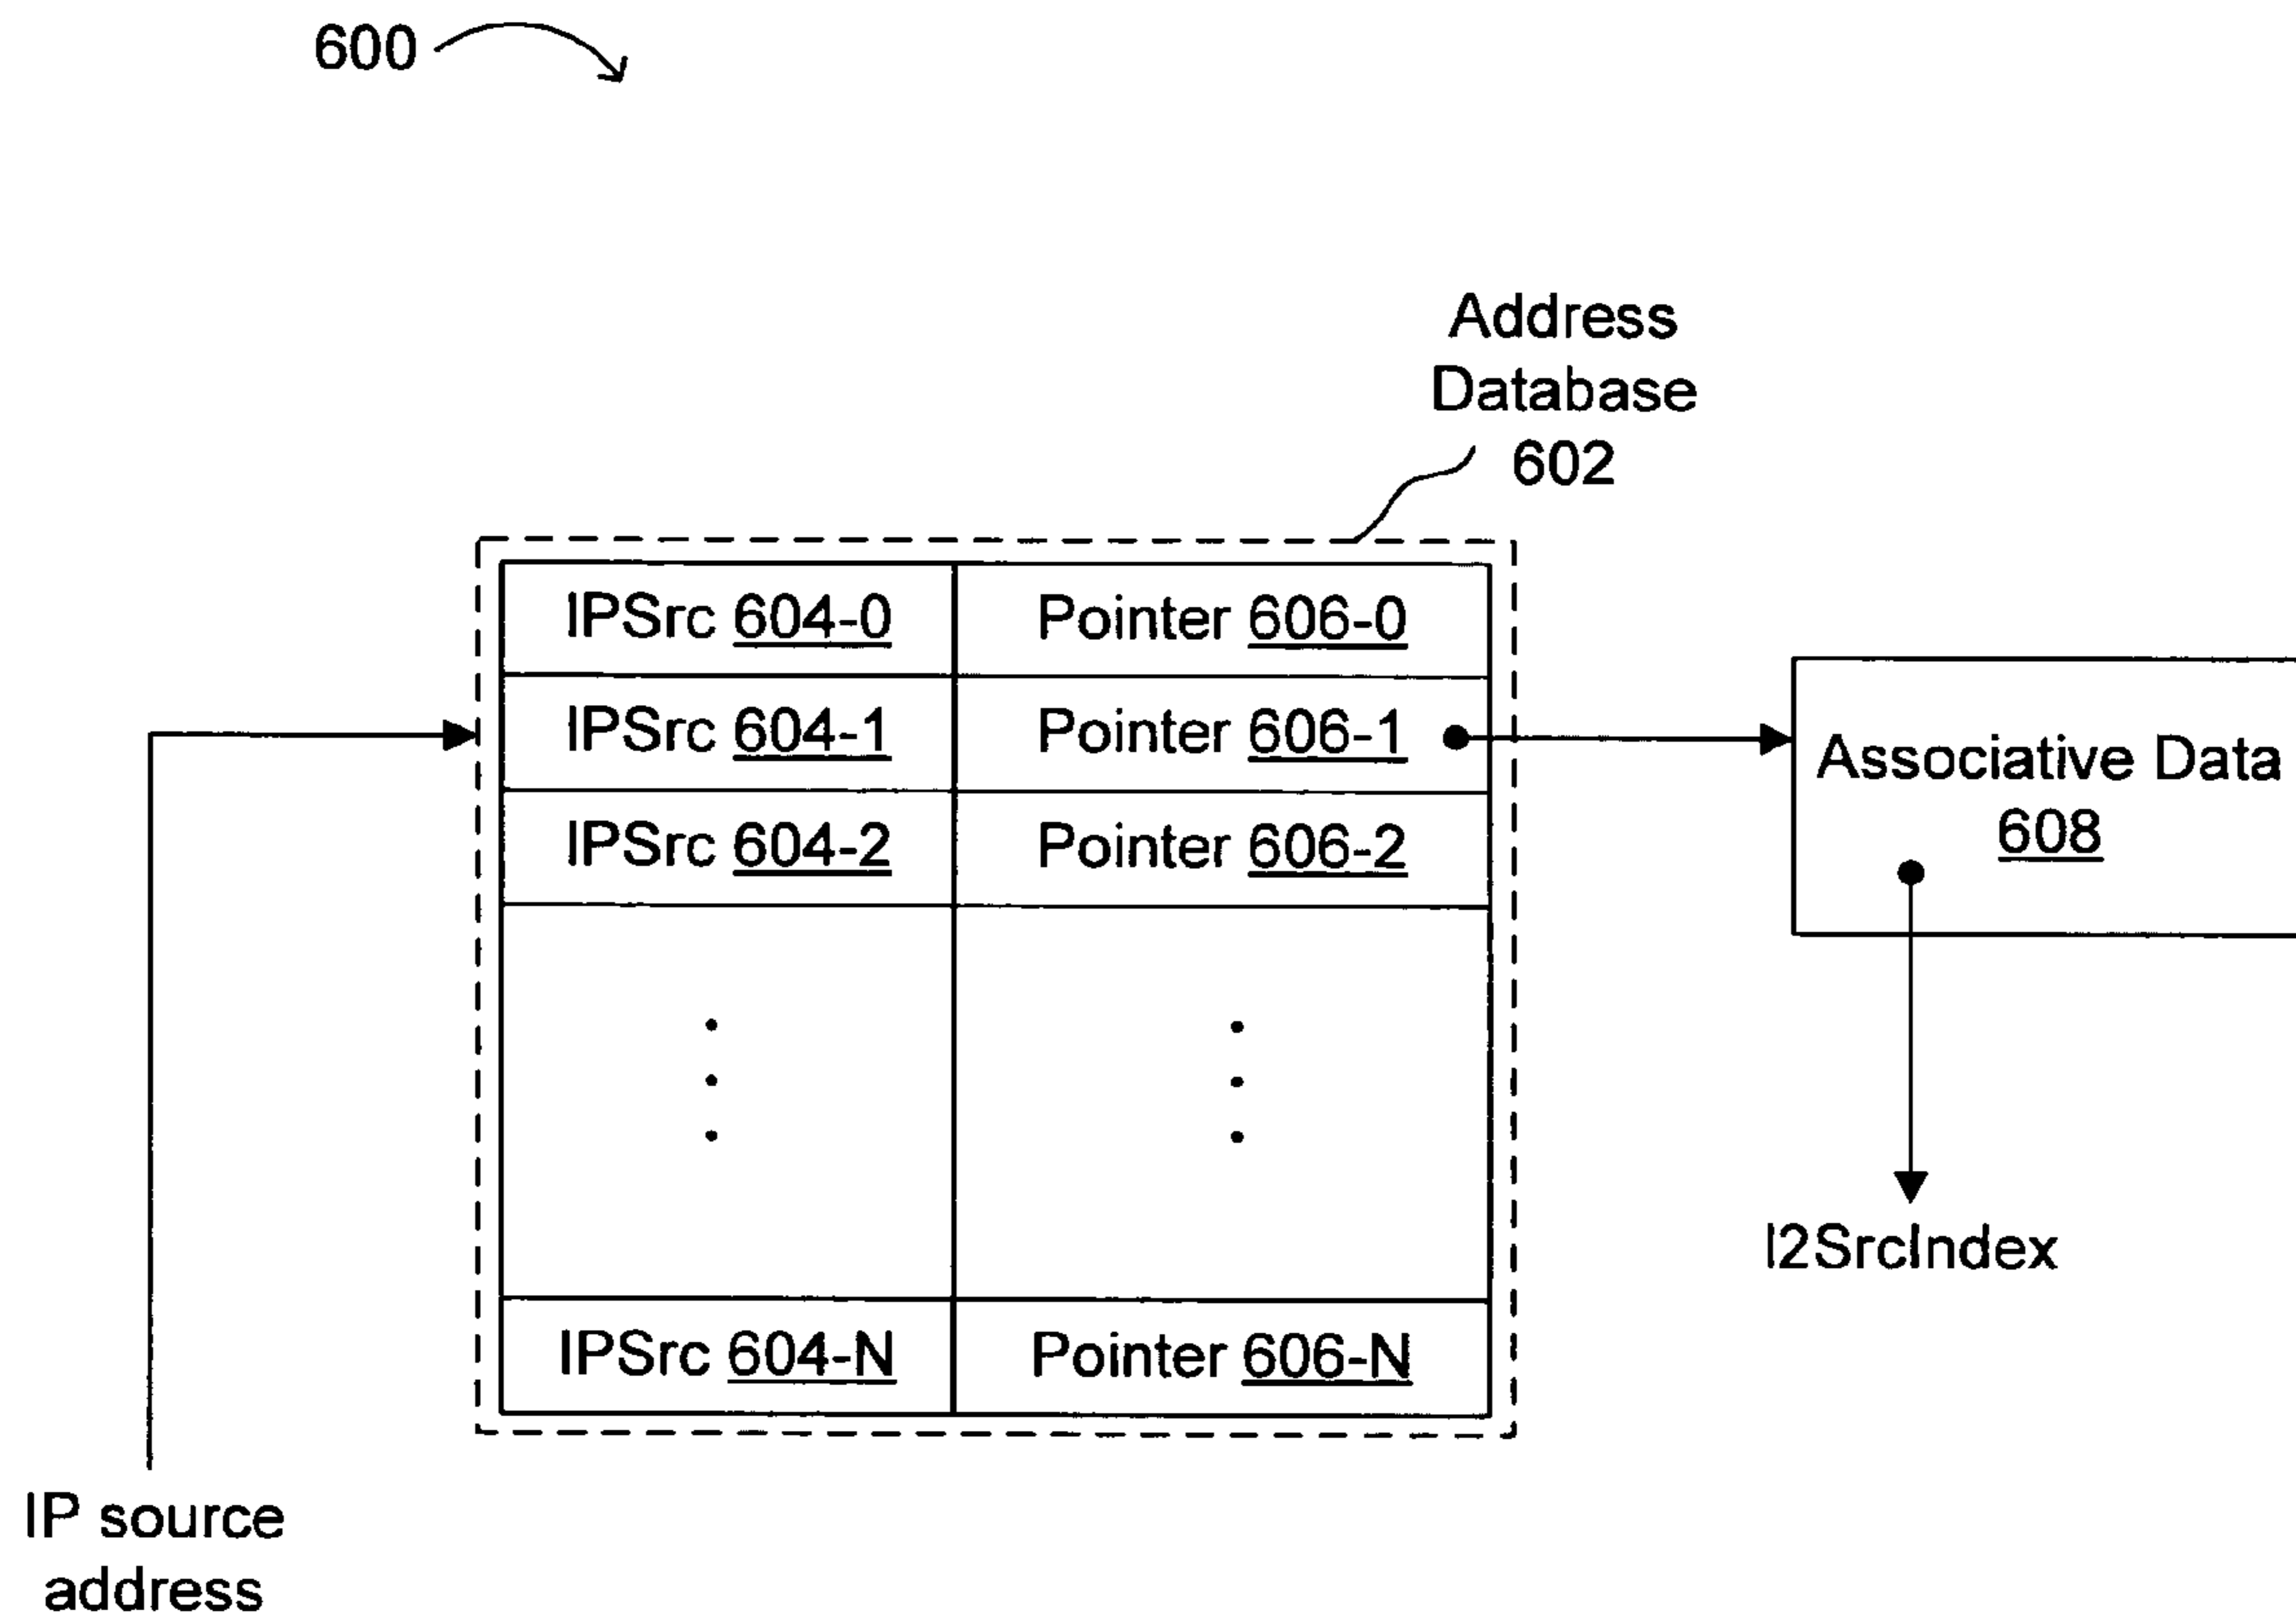 600
Address
Database
602
IPSrc 604-0 Pointer 606-0
IPSrc 604-1 Pointer 606-1
IPSrc 604-2 Pointer 606-2
Associative Data
608
l2SrcIndex
IPSrc 604-N Pointer 606-N
IP source
address